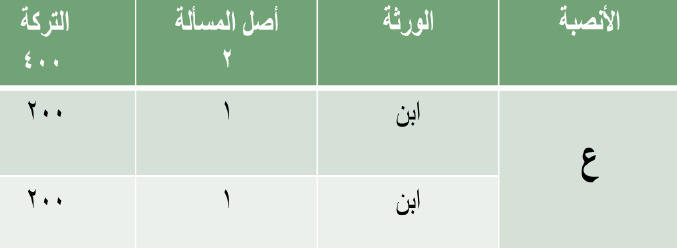 الأنصبة
الورثة
أصل المسألة
٢
التركة
٤٠٠
ع
ابن
١
٢٠٠
ابن
١
٢٠٠